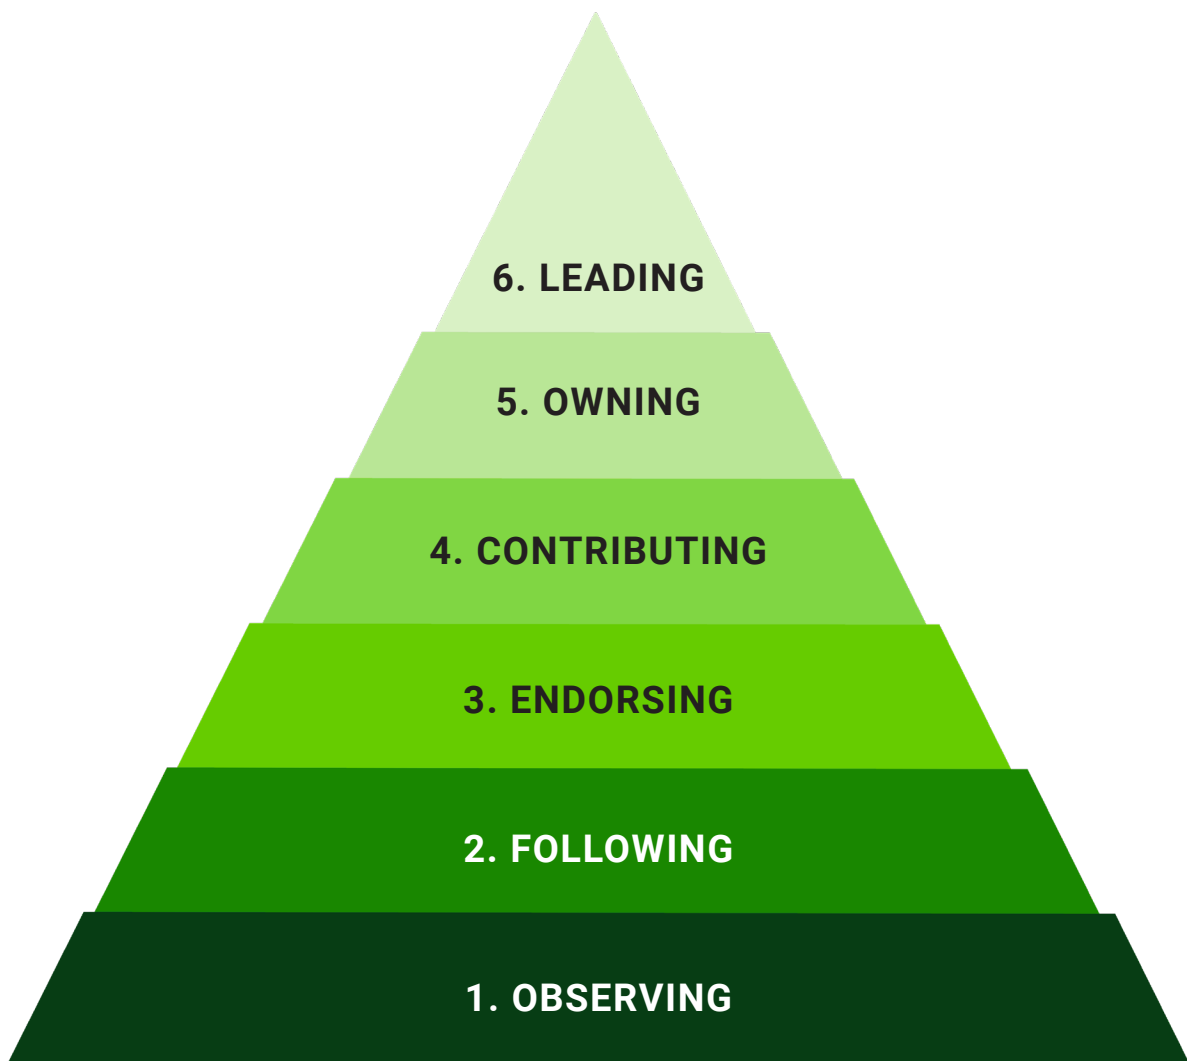 6. LEADING
5. OWNING
4. CONTRIBUTING
3. ENDORSING
2. FOLLOWING
1. OBSERVING